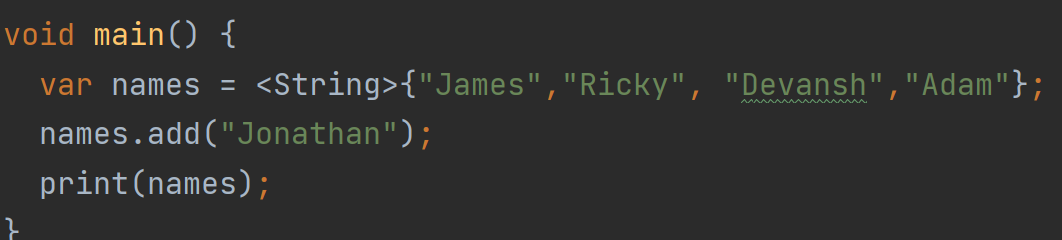 void main() {
  var names = <String>{"James","Ricky", "Devansh","Adam"};
  names.add("Jonathan");
  print(names);
}